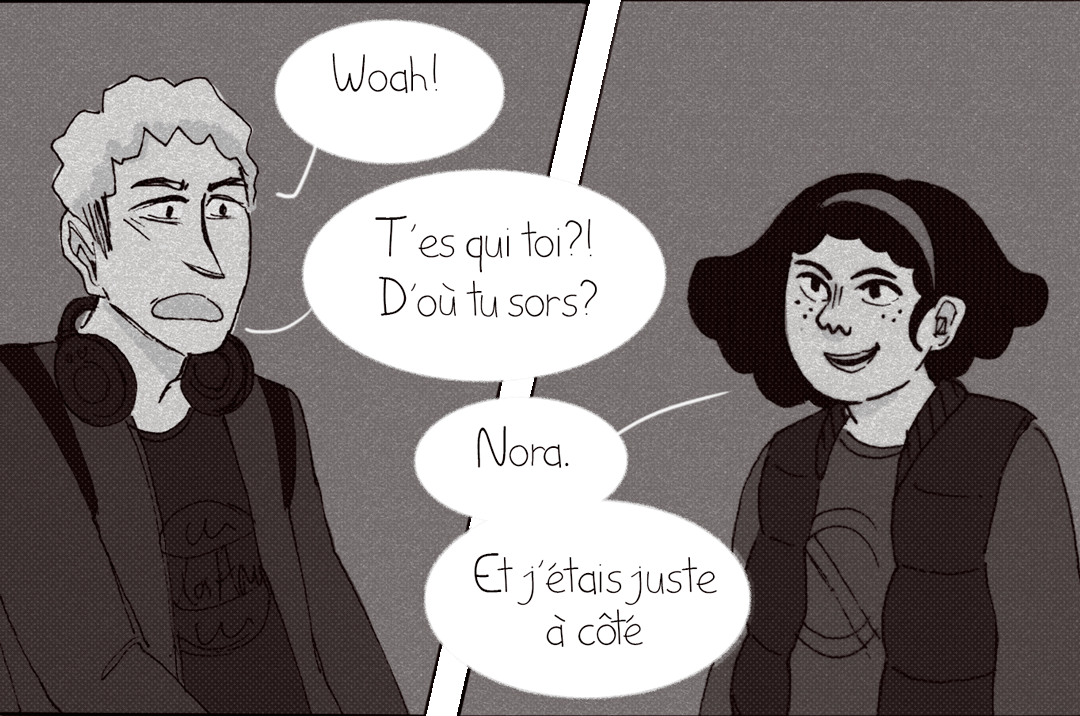 Woah!
T'es qui toi?!
D'où tu sors?
Nora.
Et j'étais juste
à côté